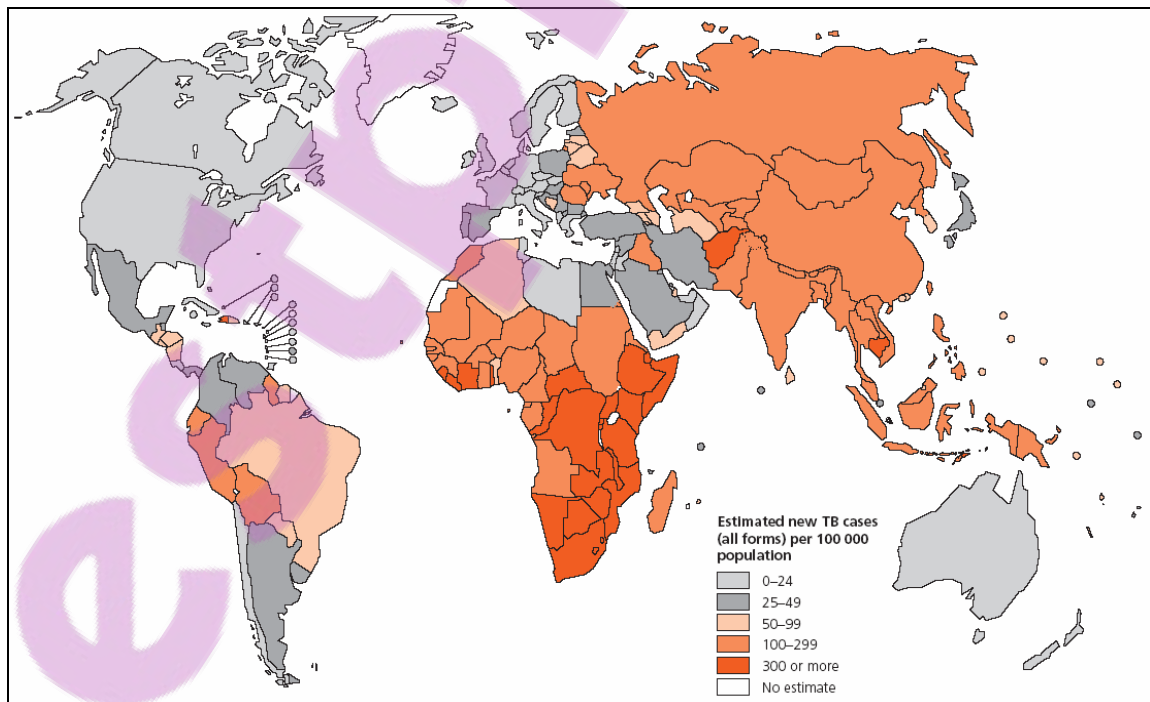 Estimated new TB cases
(all forms) per 100 000
population
0–24
25–49
50–99
100–299
300 or more
No estimate